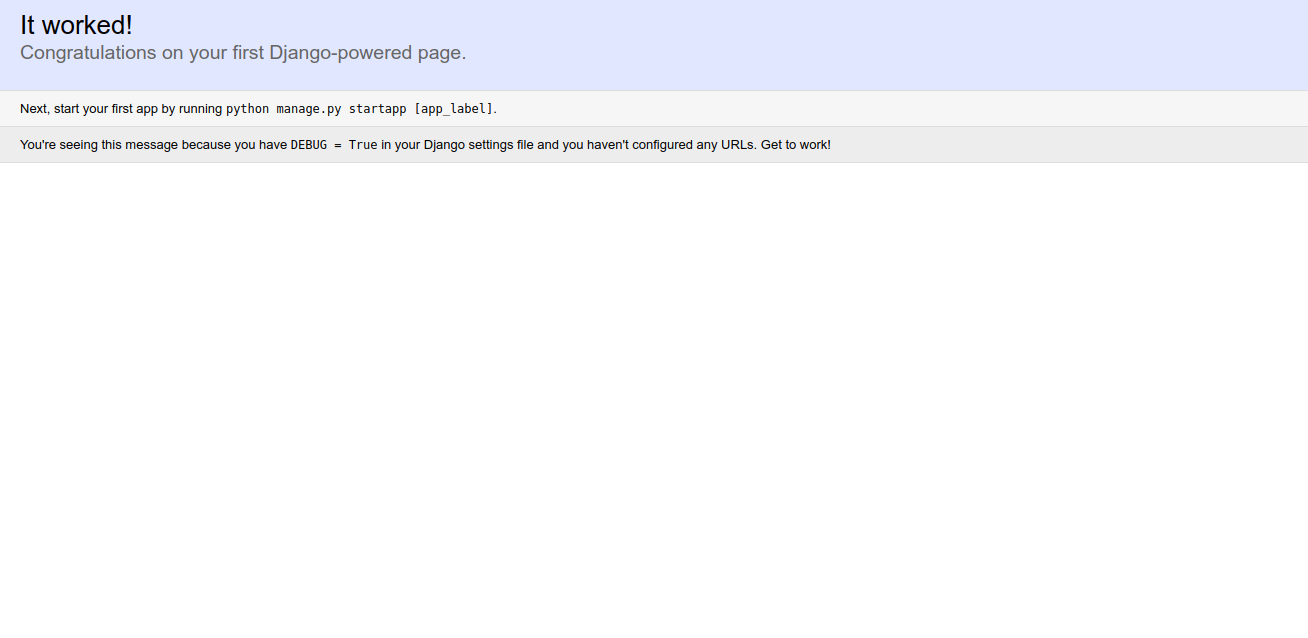 It worked!
Congratulations on your first Django-powered page.
Next, start your first app by running python manage.py startapp [app_label].
You're seeing this message because you have DEBUG = True in your Django settings file and you haven't configured any URLs. Get to work!